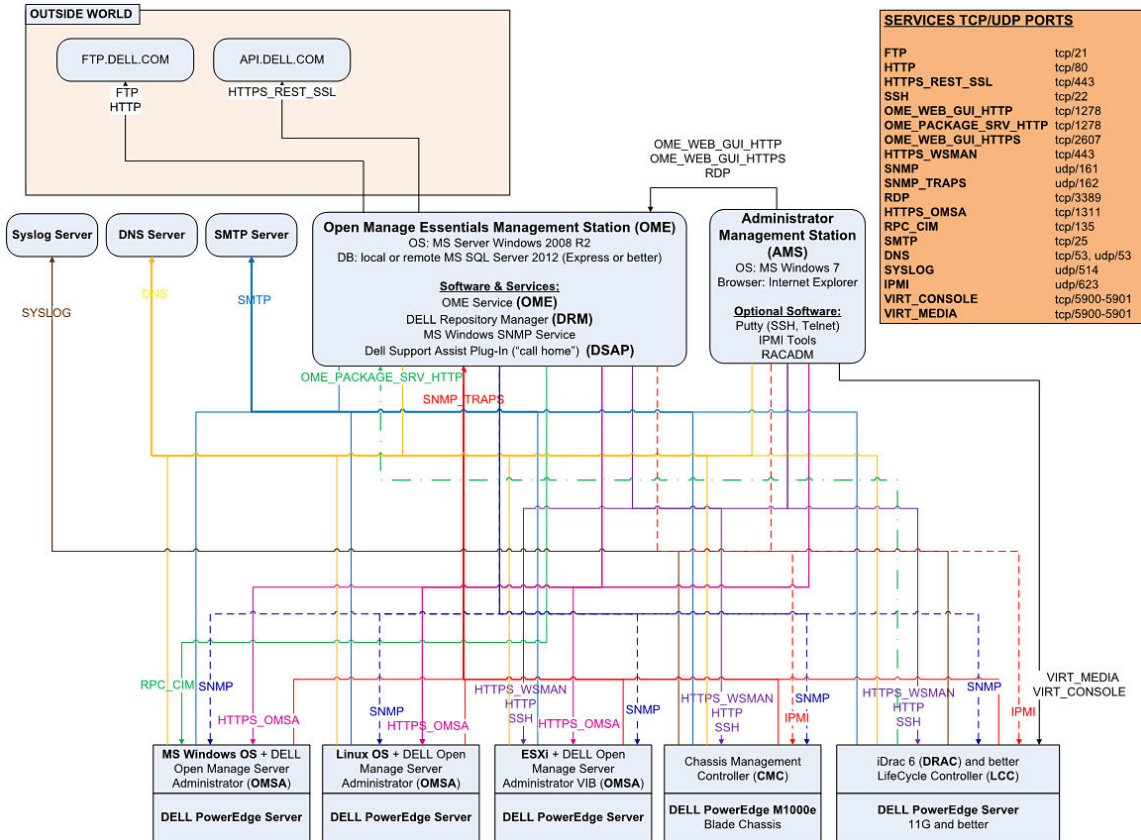 OUTSIDE WORLD
FTP.DELL.COM
API.DELL.COM
FTP
HTTP
HTTPS_REST_SSL
SERVICES TCP/UDP PORTS
FTP tcp/21
HTTP tcp/80
HTTPS_REST_SSL tcp/443
SSH tcp/22
OME_WEB_GUI_HTTP tcp/1278
OME_PACKAGE_SRV_HTTP tcp/1278
OME_WEB_GUI_HTTPS tcp/2607
HTTPS_WSMAN tcp/443
SNMP udp/161
SNMP_TRAPS udp/162
RDP tcp/3389
HTTPS_OMSA tcp/1311
RPC_CIM tcp/135
SMTP tcp/25
DNS tcp/53, udp/53
SYSLOG udp/514
IPMI udp/623
VIRT_CONSOLE tcp/5900-5901
VIRT_MEDIA tcp/5900-5901
OME_WEB_GUI_HTTP
OME_WEB_GUI_HTTPS
RDP
Syslog Server
DNS Server
SMTP Server
Open Manage Essentials Management Station (OME)
OS: MS Server Windows 2008 R2
DB: local or remote MS SQL Server 2012 (Express or better)
Software & Services:
OME Service (OME)
DELL Repository Manager (DRM)
MS Windows SNMP Service
Dell Support Assist Plug-In ("call home") (DSAP)
Administrator
Management Station
(AMS)
OS: MS Windows 7
Browser: Internet Explorer
Optional Software:
Putty (SSH, Telnet)
IPMI Tools
RACADM
SYSLOG
DNS
SMTP
OME_PACKAGE_SRV_HTTP
SNMP_TRAPS
RPC_CIM
SNMP
HTTPS_OMSA
SNMP
HTTPS_OMSA
HTTPS_WSMAN
HTTP
SSH
HTTPS_OMSA
SNMP
HTTPS_WSMAN
HTTP
SSH
IPMI
SNMP
HTTPS_WSMAN
HTTP
SSH
SNMP
IPMI
VIRT_MEDIA
VIRT_CONSOLE
MS Windows OS + DELL
Open Manage Server
Administrator (OMSA)
DELL PowerEdge Server
Linux OS + DELL Open
Manage Server
Administrator (OMSA)
DELL PowerEdge Server
ESXi + DELL Open
Manage Server
Administrator VIB (OMSA)
DELL PowerEdge Server
Chassis Management
Controller (CMC)
DELL PowerEdge M1000e
Blade Chassis
iDrac 6 (DRAC) and better
LifeCycle Controller (LCC)
DELL PowerEdge Server
11G and better